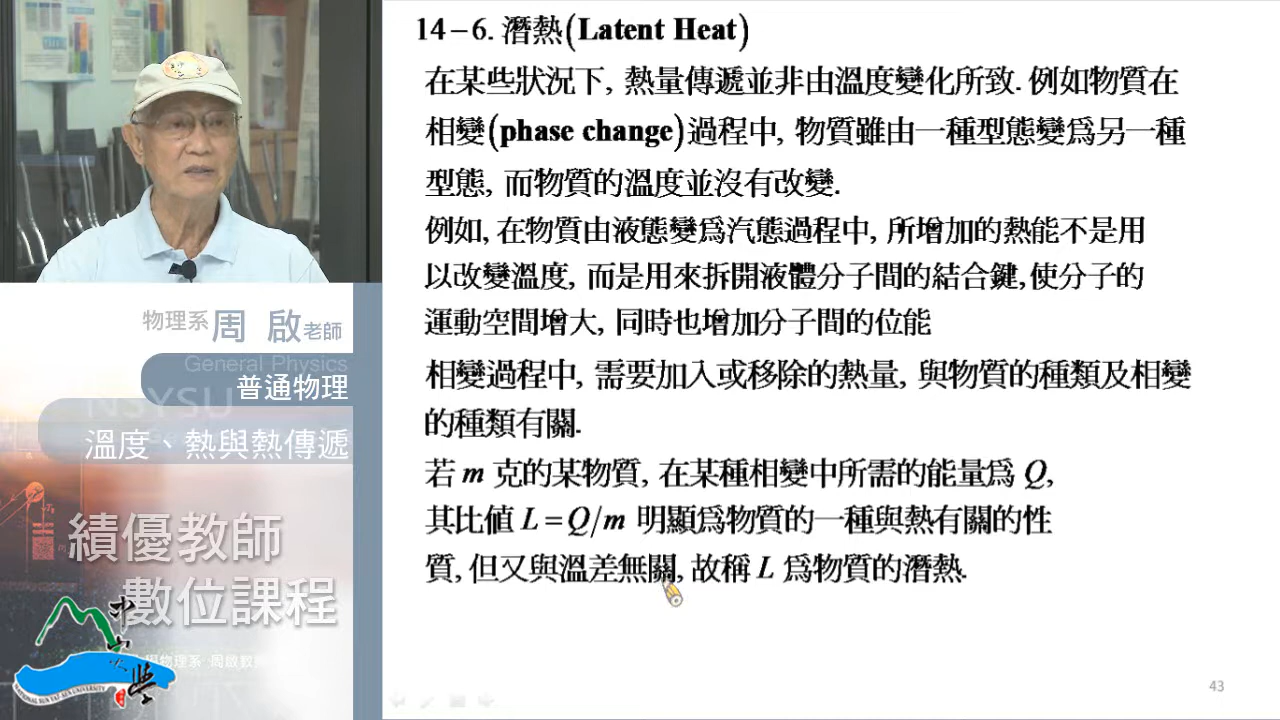 14－6. 潛熱(Latent Heat)
在某些狀況下, 熱量傳遞並非由溫度變化所致. 例如物質在
相變(phase change)過程中, 物質雖由一種型態變爲另一種
型態, 而物質的溫度並沒有改變.
例如, 在物質由液態變爲汽態過程中, 所增加的熱能不是用
以改變溫度, 而是用來拆開液體分子間的結合鍵, 使分子的
運動空間增大, 同時也增加分子間的位能
相變過程中, 需要加入或移除的熱量, 與物質的種類及相變
的種類有關.
若 m 克的某物質, 在某種相變中所需的能量爲 Q,
其比値 L = Q/m 明顯爲物質的一種與熱有關的性
質, 但又與溫差無關, 故稱 L 爲物質的潛熱.
43
物理系 周 啟 老師
General Physics
普通物理
NSYSU
溫度、熱與熱傳遞
績優教師
數位課程
NATIONAL SUN YAT-SEN UNIVERSITY